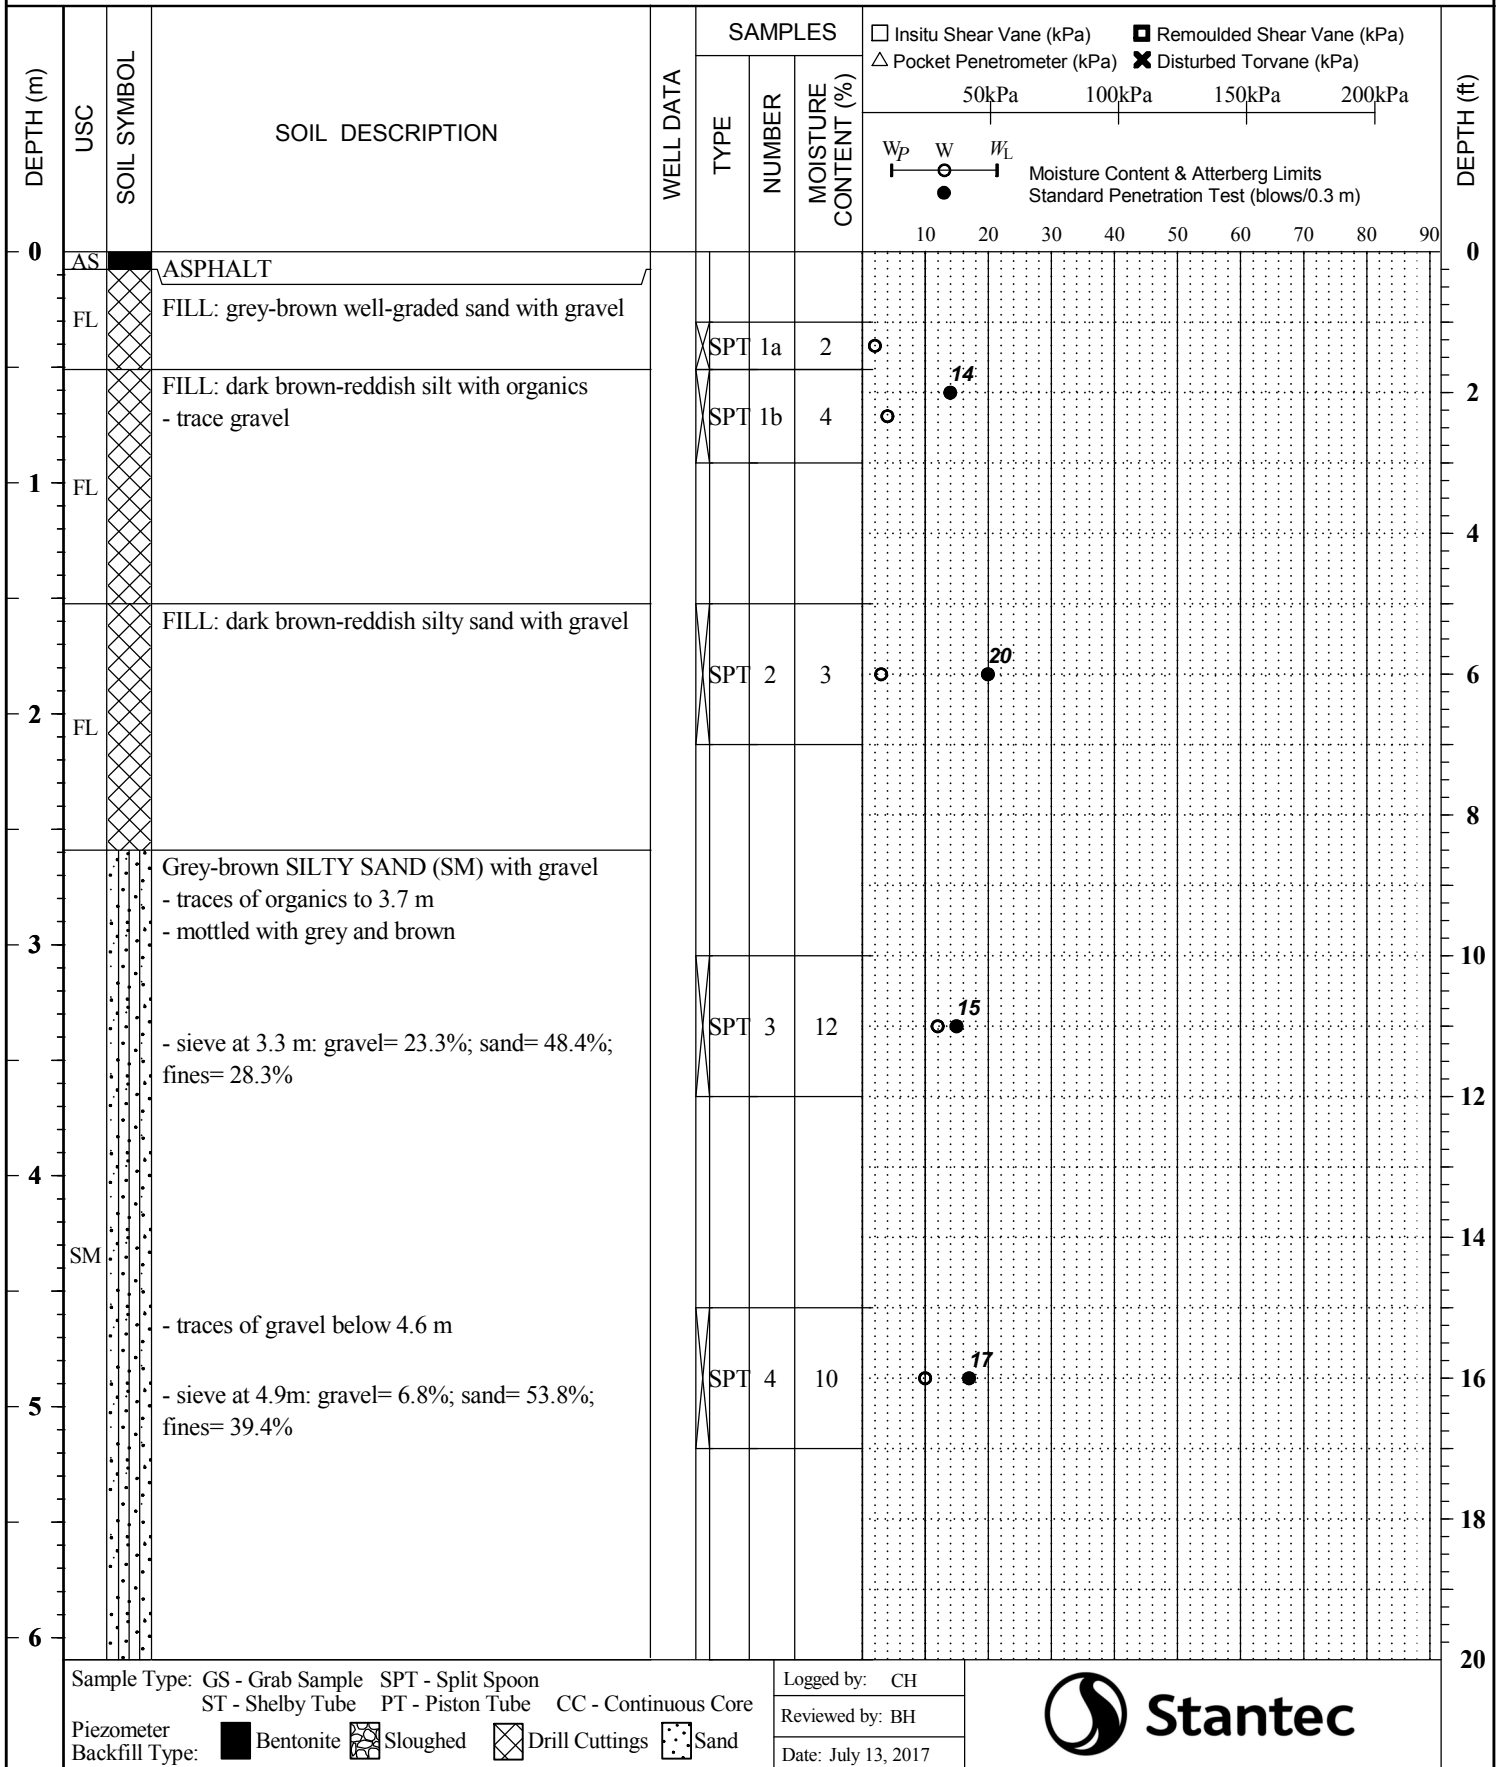 DEPTH (m)
USC
SOIL SYMBOL
SOIL DESCRIPTION
WELL DATA
SAMPLES
TYPE
NUMBER
MOISTURE
CONTENT (%)
Insitu Shear Vane (kPa)
Remoulded Shear Vane (kPa)
Pocket Penetrometer (kPa)
Disturbed Torvane (kPa)
50kPa 100kPa 150kPa 200kPa
WP W WL
Moisture Content & Atterberg Limits
Standard Penetration Test (blows/0.3 m)
10 20 30 40 50 60 70 80 90
DEPTH (ft)
0
AS
ASPHALT
0
FL
FILL: grey-brown well-graded sand with gravel
SPT 1a 2
FILL: dark brown-reddish silt with organics
14
2
- trace gravel
SPT 1b 4
1
FL
4
FILL: dark brown-reddish silty sand with gravel
20
SPT 2 3
6
2
FL
8
Grey-brown SILTY SAND (SM) with gravel
- traces of organics to 3.7 m
- mottled with grey and brown
3
10
15
SPT 3 12
- sieve at 3.3 m: gravel= 23.3%; sand= 48.4%;
fines= 28.3%
12
4
14
SM
- traces of gravel below 4.6 m
17
SPT 4 10
16
- sieve at 4.9m: gravel= 6.8%; sand= 53.8%;
fines= 39.4%
5
18
6
20
Sample Type: GS - Grab Sample SPT - Split Spoon
ST - Shelby Tube PT - Piston Tube CC - Continuous Core
Piezometer
Backfill Type:
Bentonite Sloughed Drill Cuttings Sand
Logged by: CH
Reviewed by: BH
Date: July 13, 2017
Stantec